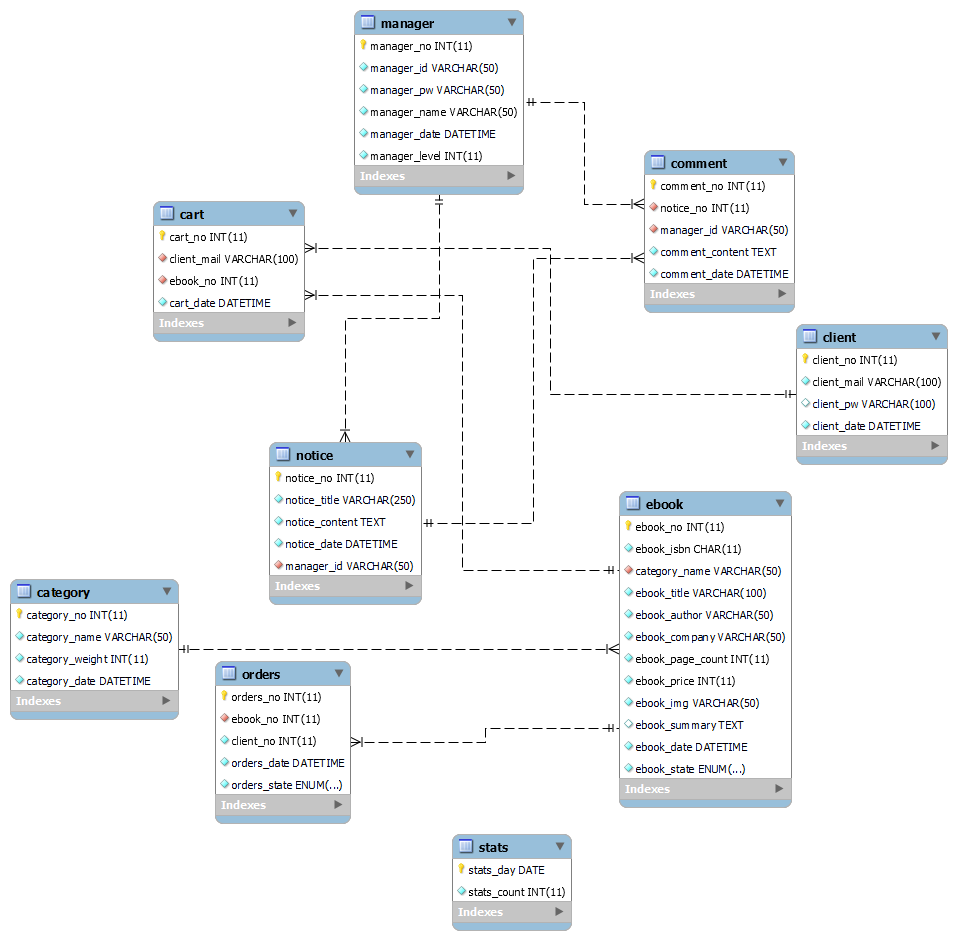 manager
manager_no INT(11)
manager_id VARCHAR(50)
manager_pw VARCHAR(50)
manager_name VARCHAR(50)
manager_date DATETIME
manager_level INT(11)
Indexes
comment
comment_no INT(11)
notice_no INT(11)
manager_id VARCHAR(50)
comment_content TEXT
comment_date DATETIME
Indexes
cart
cart_no INT(11)
client_mail VARCHAR(100)
ebook_no INT(11)
cart_date DATETIME
Indexes
client
client_no INT(11)
client_mail VARCHAR(100)
client_pw VARCHAR(100)
client_date DATETIME
Indexes
notice
notice_no INT(11)
notice_title VARCHAR(250)
notice_content TEXT
notice_date DATETIME
manager_id VARCHAR(50)
Indexes
ebook
ebook_no INT(11)
ebook_isbn CHAR(11)
category_name VARCHAR(50)
ebook_title VARCHAR(100)
ebook_author VARCHAR(50)
ebook_company VARCHAR(50)
ebook_page_count INT(11)
ebook_price INT(11)
ebook_img VARCHAR(50)
ebook_summary TEXT
ebook_date DATETIME
ebook_state ENUM(...)
Indexes
category
category_no INT(11)
category_name VARCHAR(50)
category_weight INT(11)
category_date DATETIME
Indexes
orders
orders_no INT(11)
ebook_no INT(11)
client_no INT(11)
orders_date DATETIME
orders_state ENUM(...)
Indexes
stats
stats_day DATE
stats_count INT(11)
Indexes